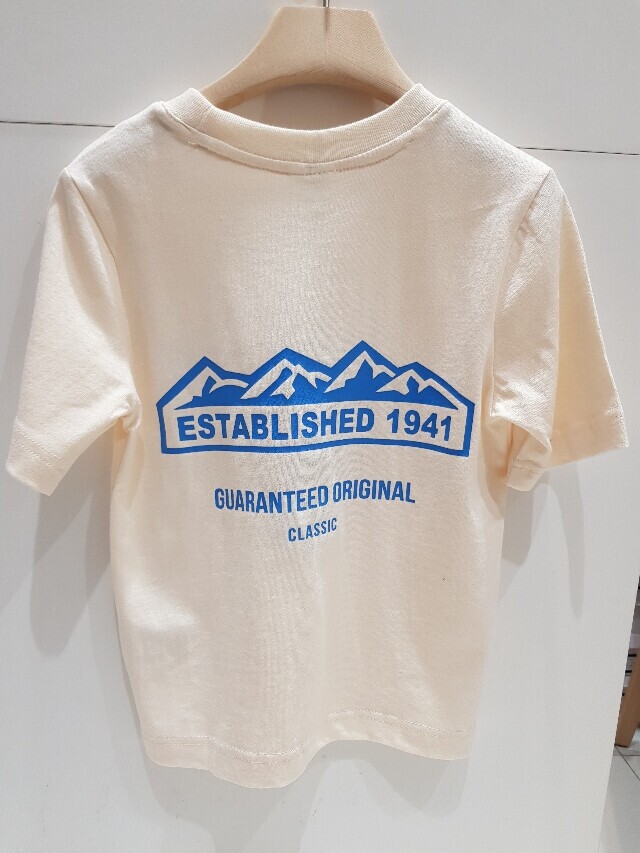 ESTABLISHED 1941
GUARANTEED ORIGINAL
CLASSIC